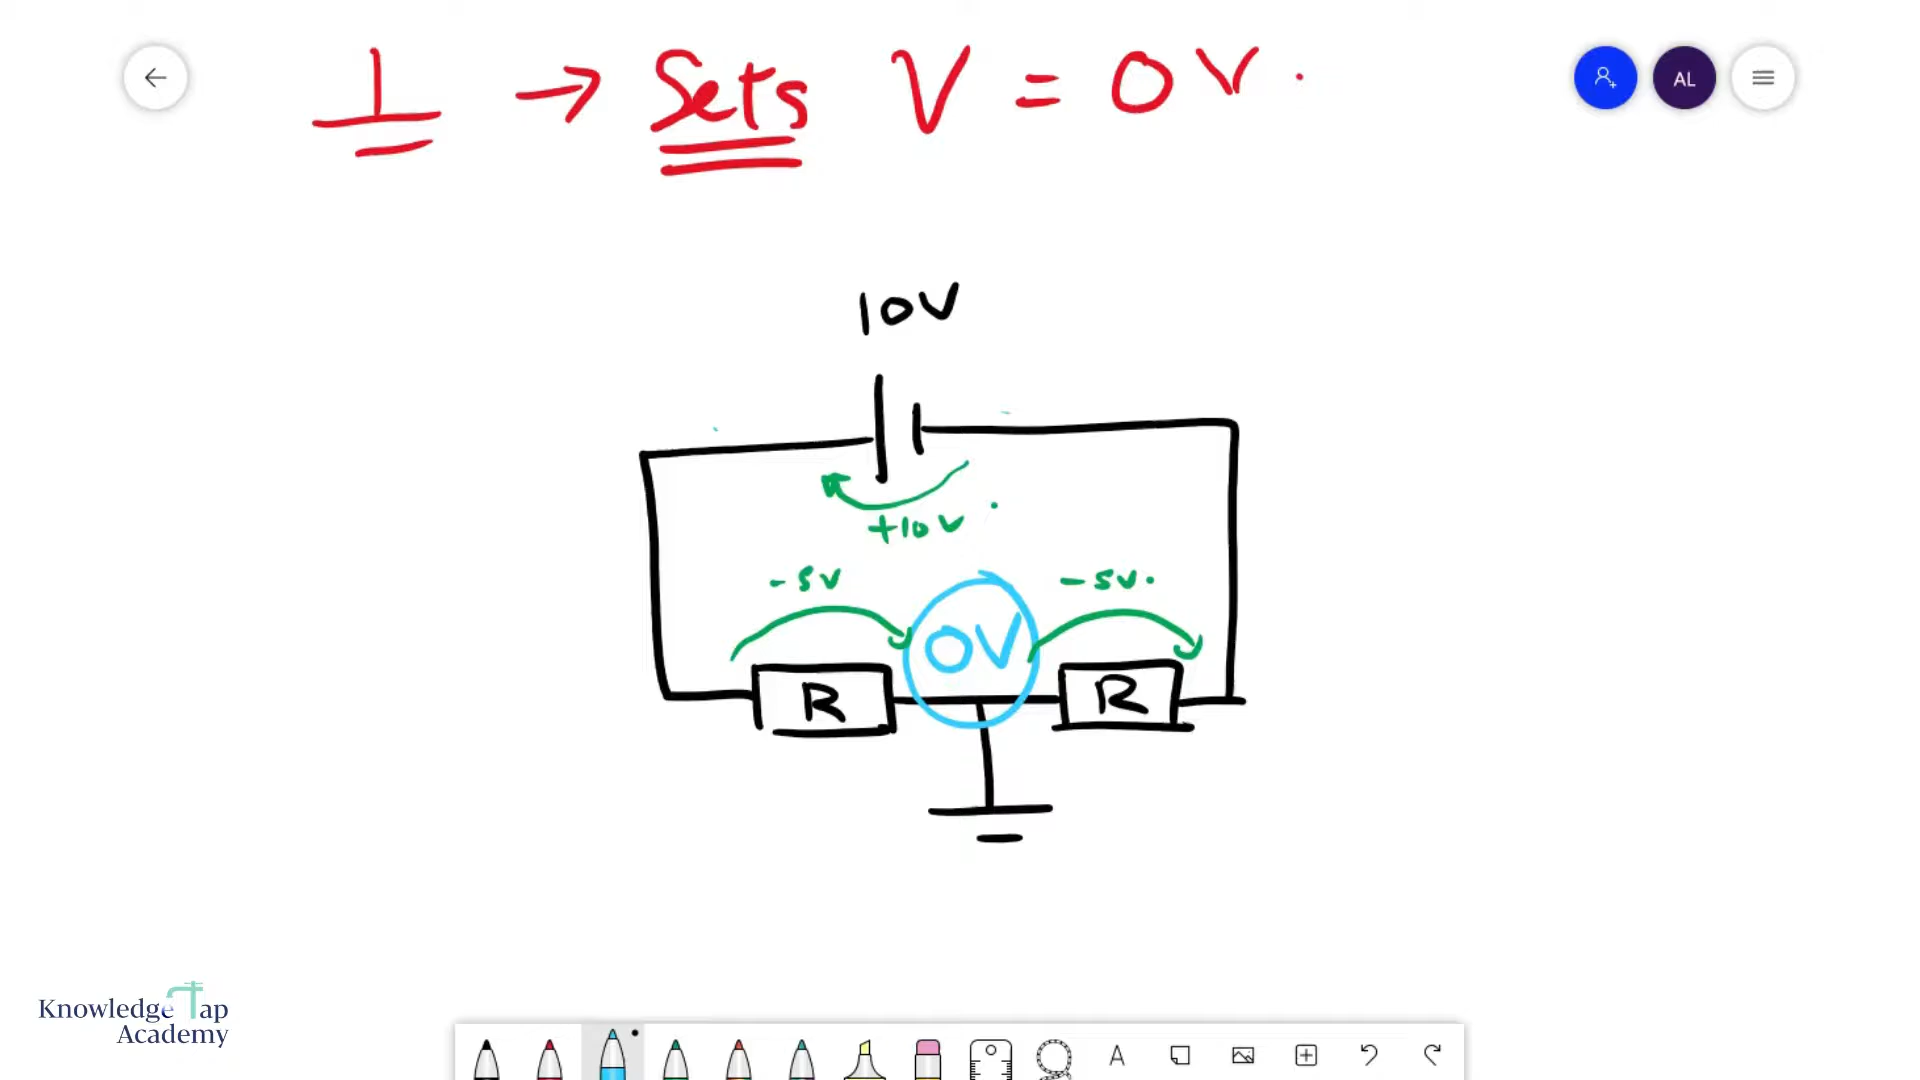 → Sets V = 0V.
AL
10V
+10V
-5V
-5V.
0V
R
R
Knowledge Tap
Academy
A